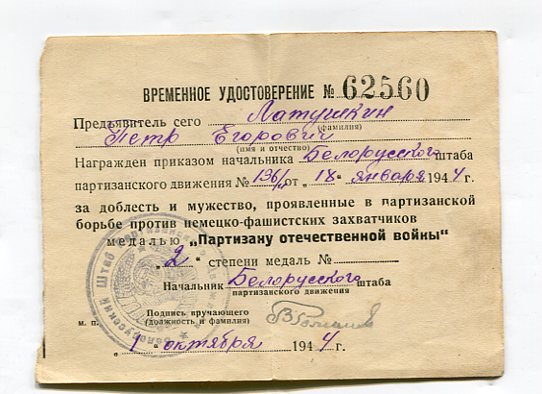 ВРЕМЕННОЕ УДОСТОВЕРЕНИЕ № 62560
Предъявитель сего Латушкин
(фамилия)
Петр Егорович
(имя и отчество)
Награжден приказом начальника Белорусского штаба
партизанского движения № 136/н от „18" января 1944 г.
за доблесть и мужество, проявленные в партизанской
борьбе против немецко-фашистских захватчиков
медалью „Партизану отечественной войны"
„2" степени медаль №
Начальник Белорусского штаба
партизанского движения
Подпись вручающего
(должность и фамилия)
м. п.
„1" октября 1944 г.